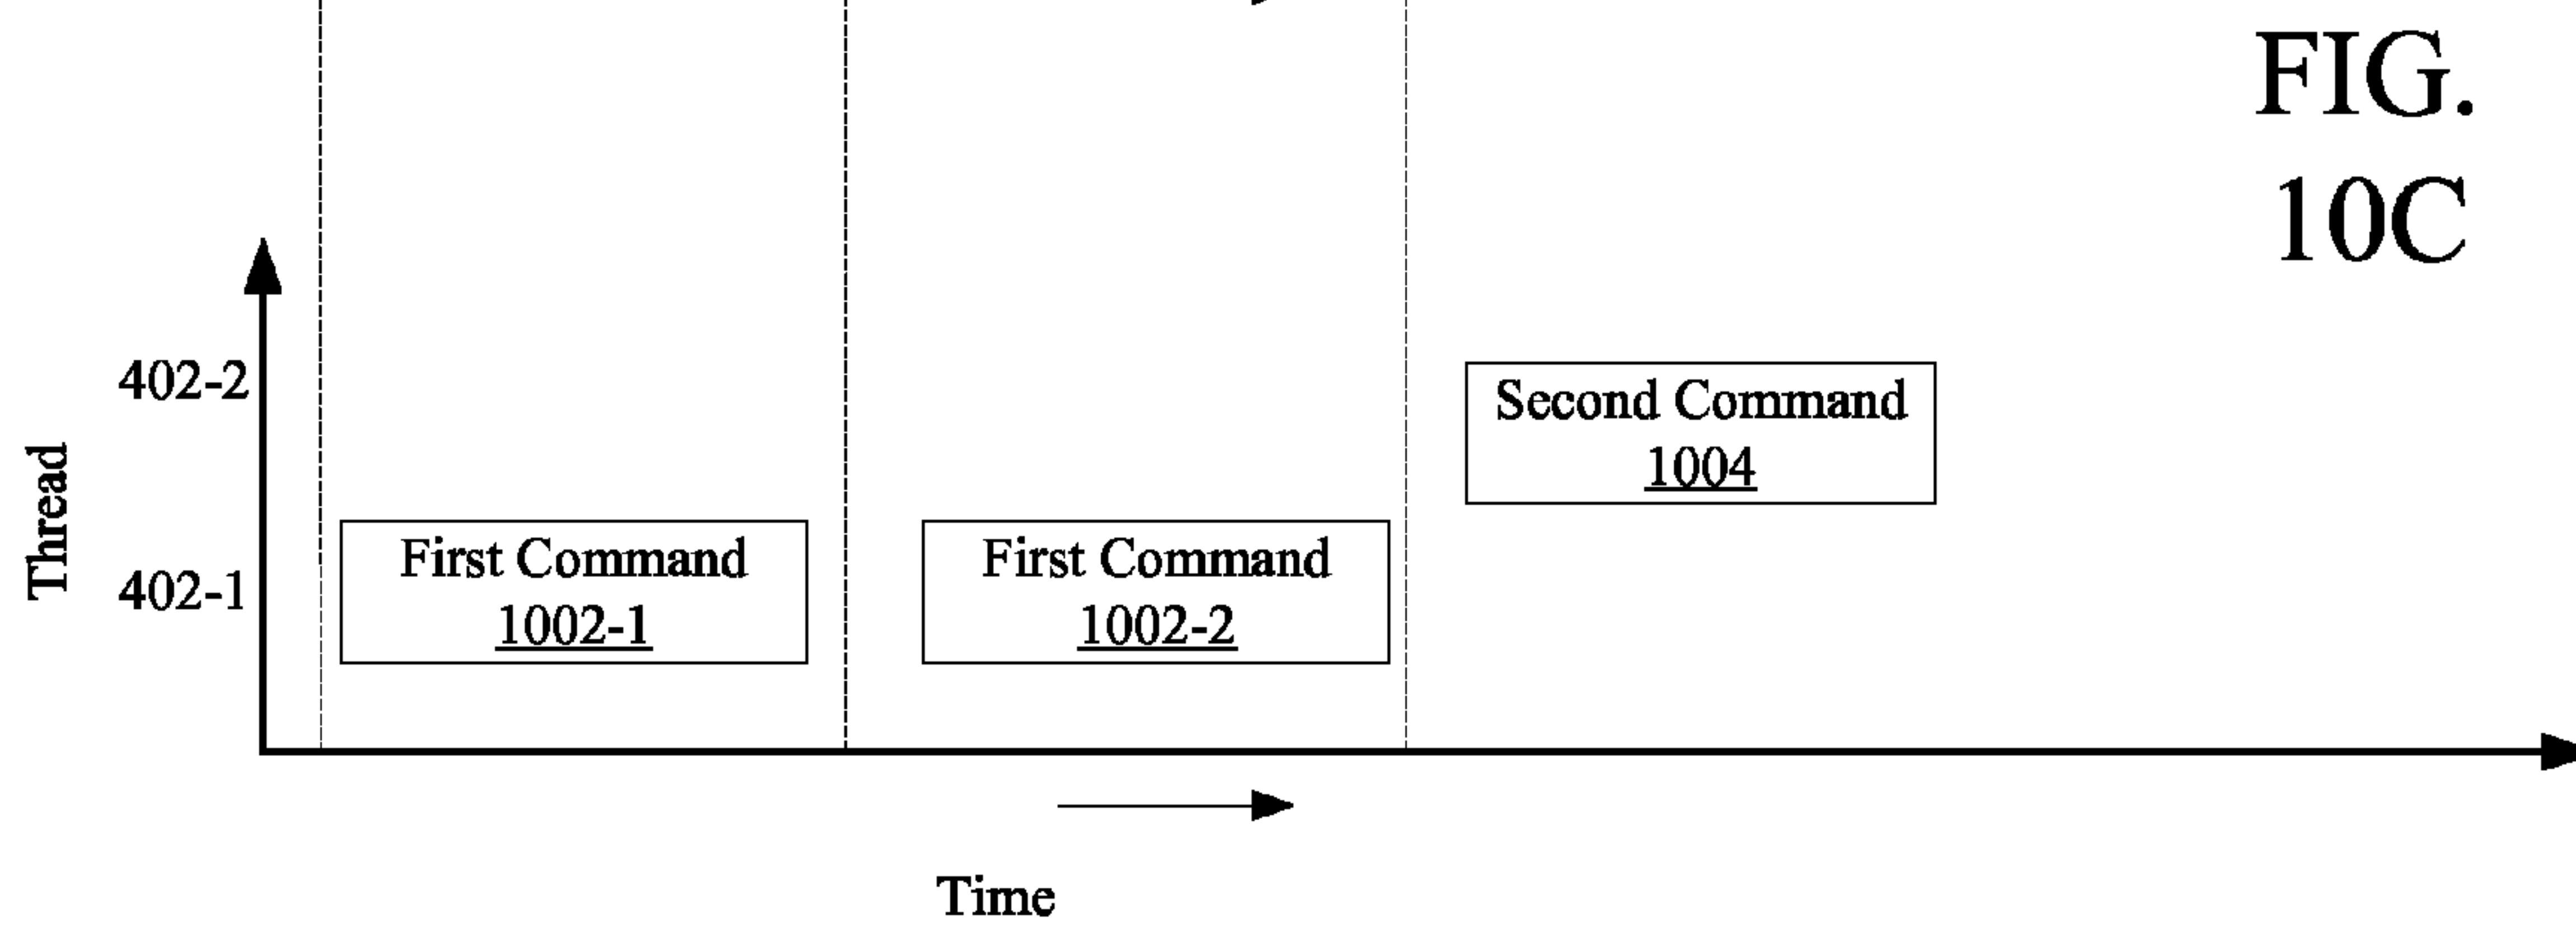 FIG.
10C
Thread
402-2
402-1
Second Command
1004
First Command
1002-1
First Command
1002-2
Time